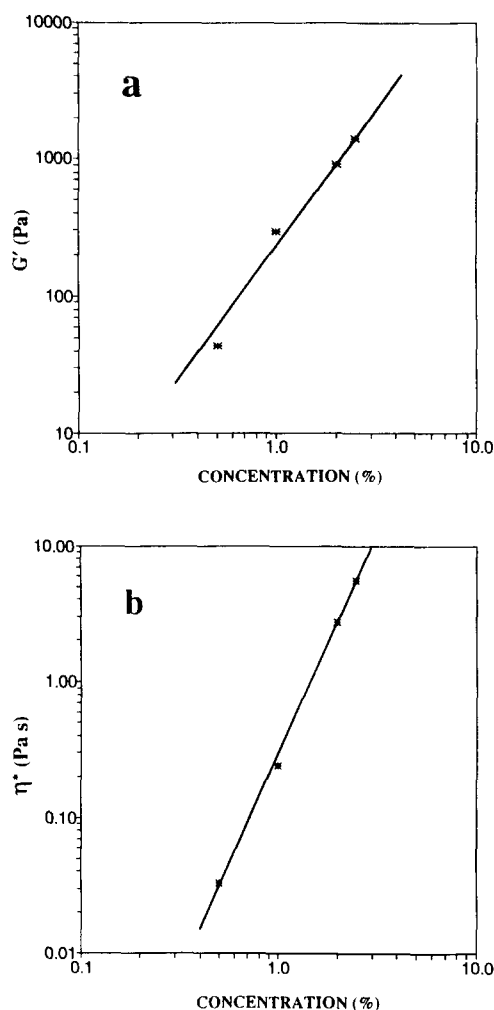 10000
a
1000
G′ (Pa)
100
10
0.1 1.0 10.0
CONCENTRATION (%)
10.00
b
1.00
η* (Pa s)
0.10
0.01
0.1 1.0 10.0
CONCENTRATION (%)